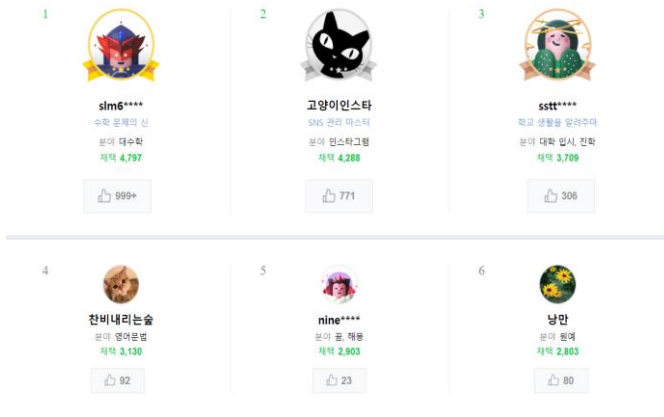 1
slm6****
수학 문제의 신
분야 대수학
채택 4,797
999+
2
고양이인스타
SNS 관리 마스터
분야 인스타그램
채택 4,288
771
3
sstt****
학교 생활을 알려주마
분야 대학 입시, 진학
채택 3,709
306
4
찬비내리는숲
분야 영어문법
채택 3,130
92
5
nine****
분야 꿈, 해몽
채택 2,903
23
6
낭만
분야 원예
채택 2,803
80